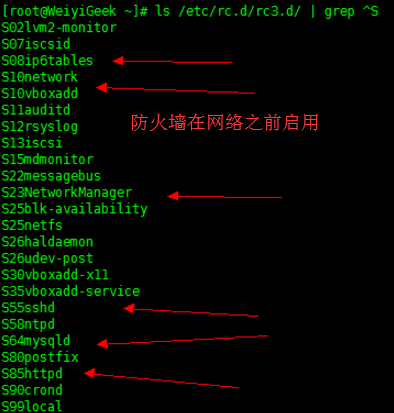 [root@WeiyiGeek ~]# ls /etc/rc.d/rc3.d/ | grep ^S
S02lvm2-monitor
S07iscsid
S08ip6tables
S10network
S10vboxadd
S11auditd
S12rsyslog
防火墙在网络之前启用
S13iscsi
S15mdmonitor
S22messagebus
S23NetworkManager
S25blk-availability
S25netfs
S26haldaemon
S26udev-post
S30vboxadd-x11
S35vboxadd-service
S55sshd
S58ntpd
S64mysqld
S80postfix
S85httpd
S90crond
S99local